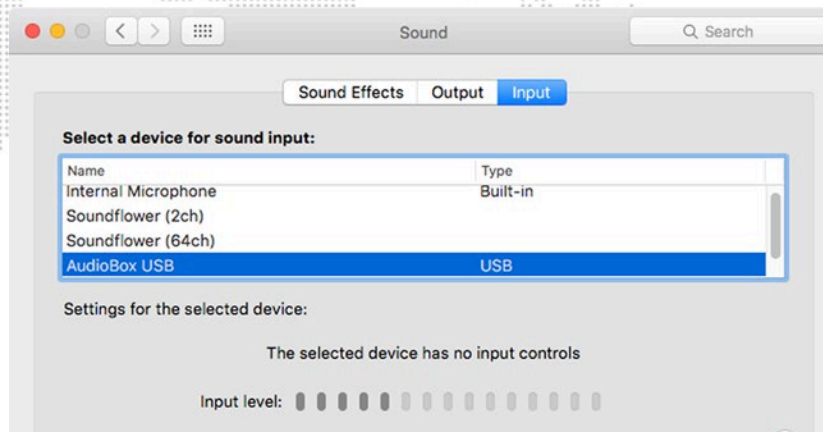 Sound
Search
Sound Effects Output Input
Select a device for sound input:
Name Type
Internal Microphone Built-in
Soundflower (2ch)
Soundflower (64ch)
AudioBox USB USB
Settings for the selected device:
The selected device has no input controls
Input level: